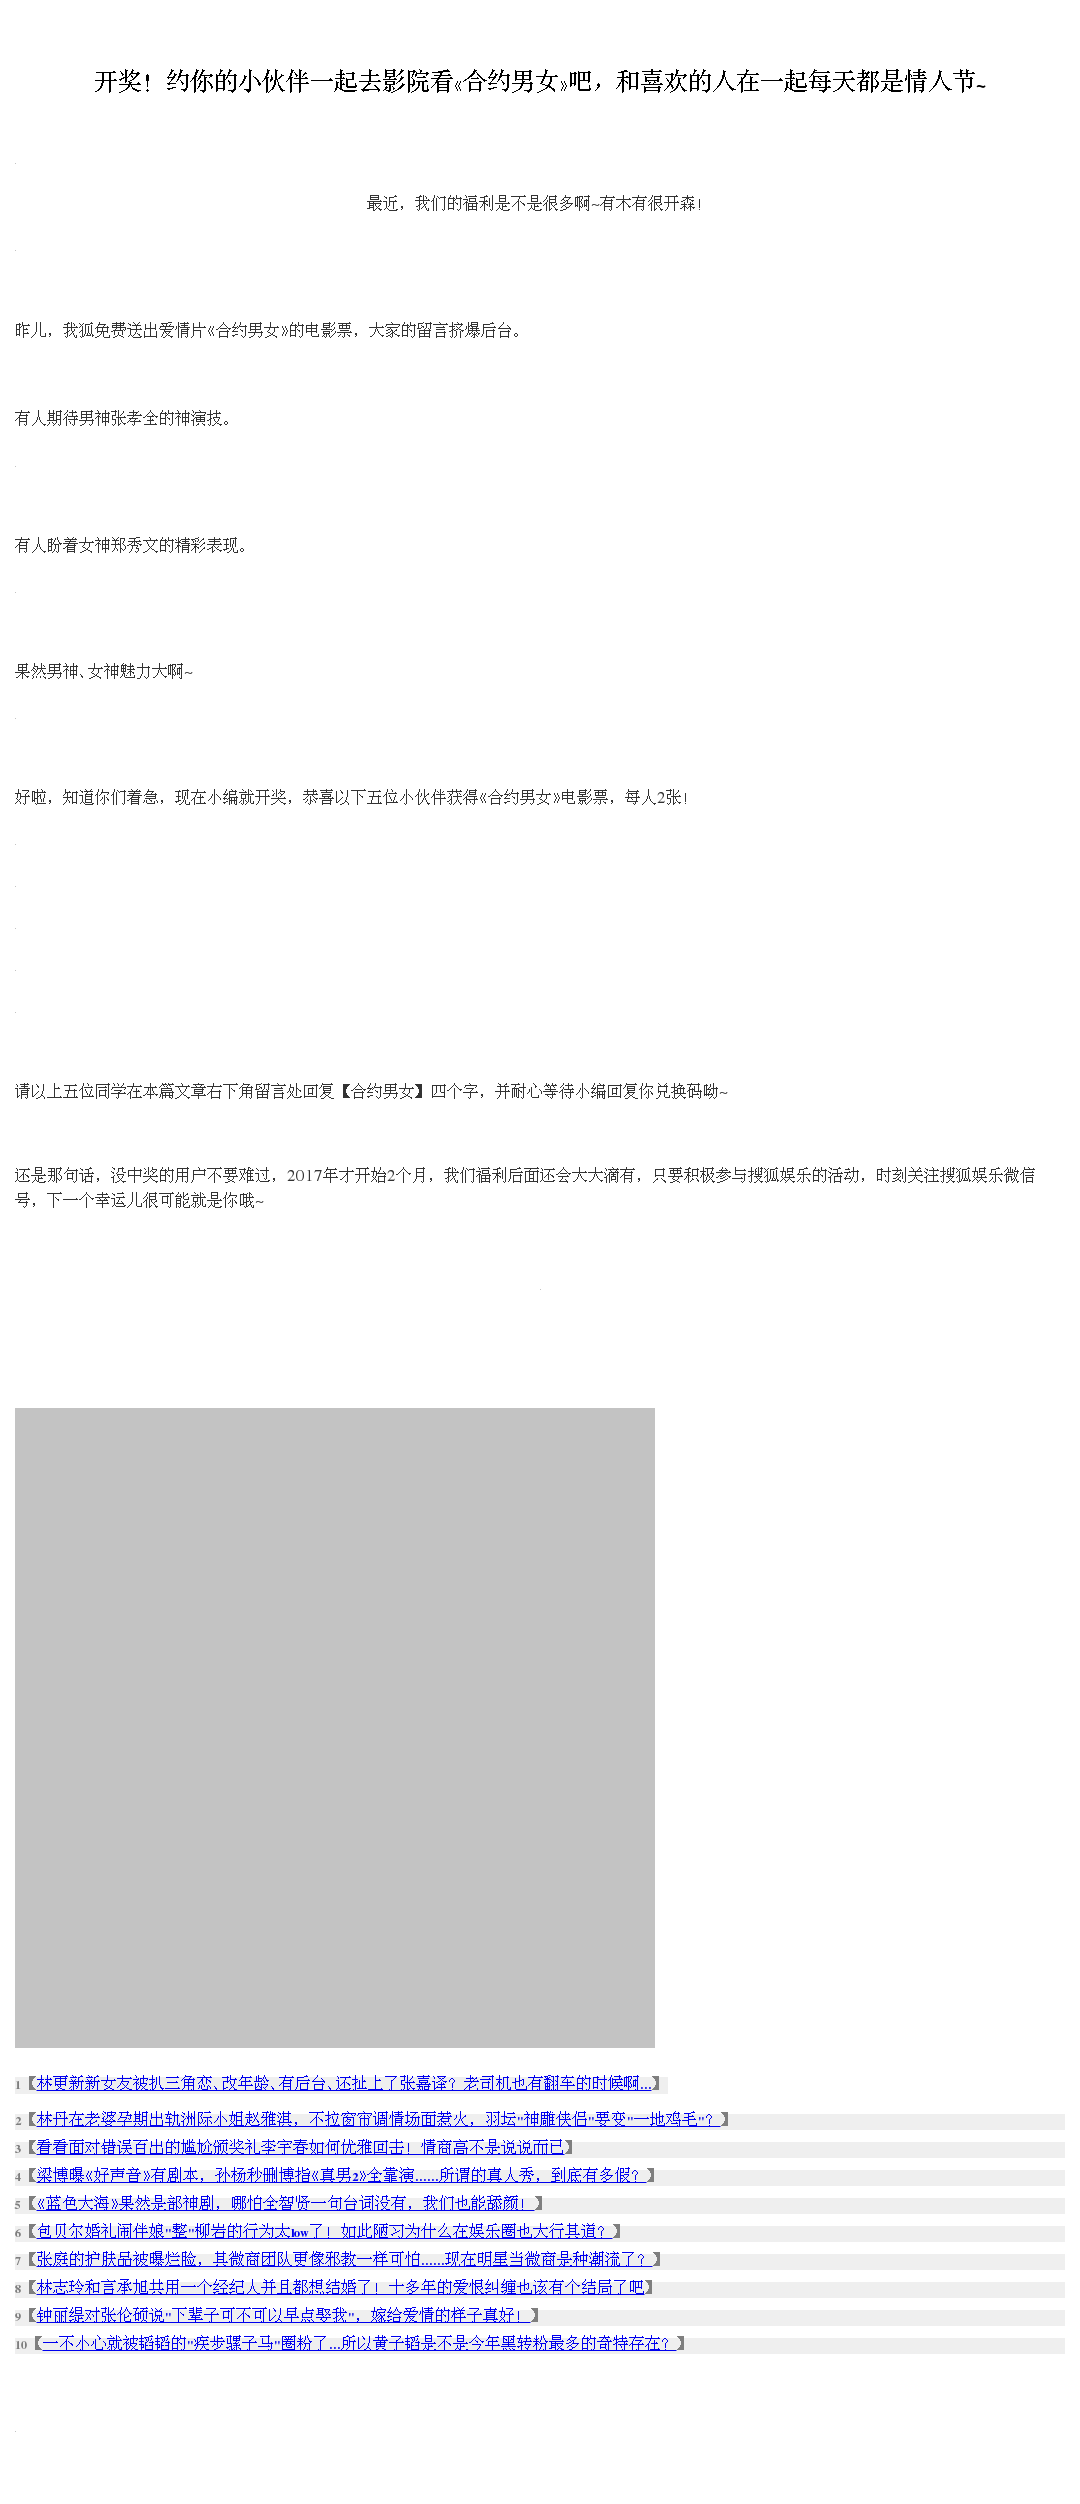 开奖！约你的小伙伴一起去影院看《合约男女》吧，和喜欢的人在一起每天都是情人节~
最近，我们的福利是不是很多啊~有木有很开森！
昨儿，我狐免费送出爱情片《合约男女》的电影票，大家的留言挤爆后台。
有人期待男神张孝全的神演技。
有人盼着女神郑秀文的精彩表现。
果然男神、女神魅力大啊~
好啦，知道你们着急，现在小编就开奖，恭喜以下五位小伙伴获得《合约男女》电影票，每人2张！
请以上五位同学在本篇文章右下角留言处回复【合约男女】四个字，并耐心等待小编回复你兑换码呦~
还是那句话，没中奖的用户不要难过，2017年才开始2个月，我们福利后面还会大大滴有，只要积极参与搜狐娱乐的活动，时刻关注搜狐娱乐微信
号，下一个幸运儿很可能就是你哦~
1【林更新新女友被扒三角恋、改年龄、有后台、还扯上了张嘉译？老司机也有翻车的时候啊...】
2【林丹在老婆孕期出轨洲际小姐赵雅淇，不拉窗帘调情场面惹火，羽坛"神雕侠侣"要变"一地鸡毛"？】
3【看看面对错误百出的尴尬颁奖礼李宇春如何优雅回击！情商高不是说说而已】
4【梁博曝《好声音》有剧本，孙杨秒删博指《真男2》全靠演......所谓的真人秀，到底有多假？】
5【《蓝色大海》果然是部神剧，哪怕全智贤一句台词没有，我们也能舔颜！】
6【包贝尔婚礼闹伴娘"整"柳岩的行为太low了！如此陋习为什么在娱乐圈也大行其道？】
7【张庭的护肤品被曝烂脸，其微商团队更像邪教一样可怕......现在明星当微商是种潮流了？】
8【林志玲和言承旭共用一个经纪人并且都想结婚了！十多年的爱恨纠缠也该有个结局了吧】
9【钟丽缇对张伦硕说"下辈子可不可以早点娶我"，嫁给爱情的样子真好！】
10【一不小心就被韬韬的"疾步骡子马"圈粉了...所以黄子韬是不是今年黑转粉最多的奇特存在？】